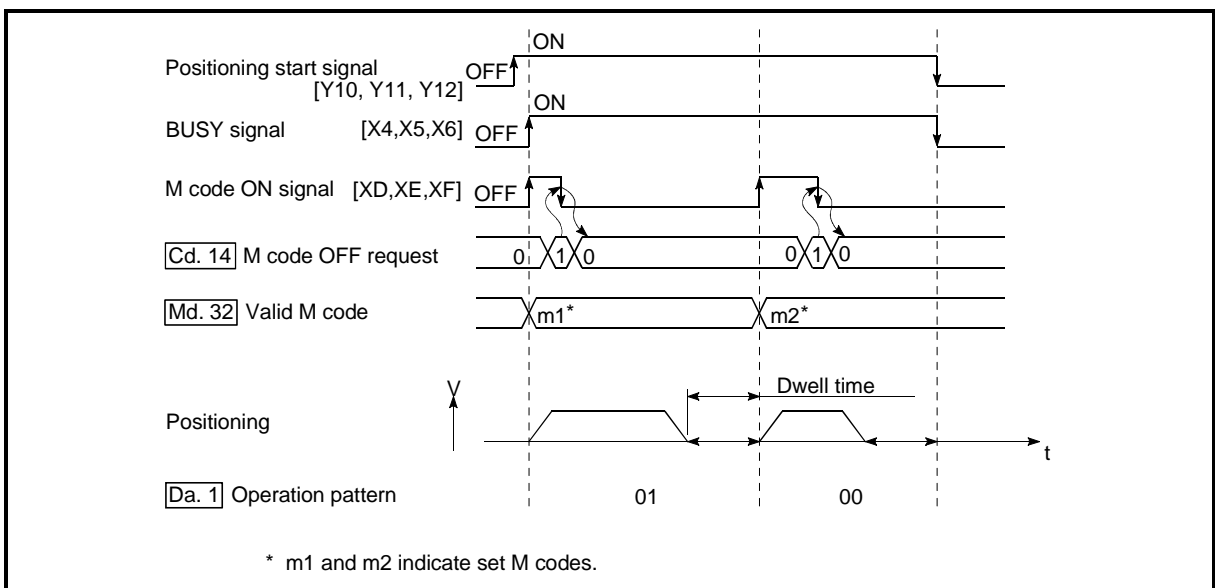 ON
Positioning start signal OFF
[Y10, Y11, Y12]
ON
BUSY signal [X4,X5,X6] OFF
M code ON signal [XD,XE,XF] OFF
Cd. 14 M code OFF request 0 1 0 0 1 0
Md. 32 Valid M code m1* m2*
V Dwell time
Positioning
t
Da. 1 Operation pattern 01 00
* m1 and m2 indicate set M codes.